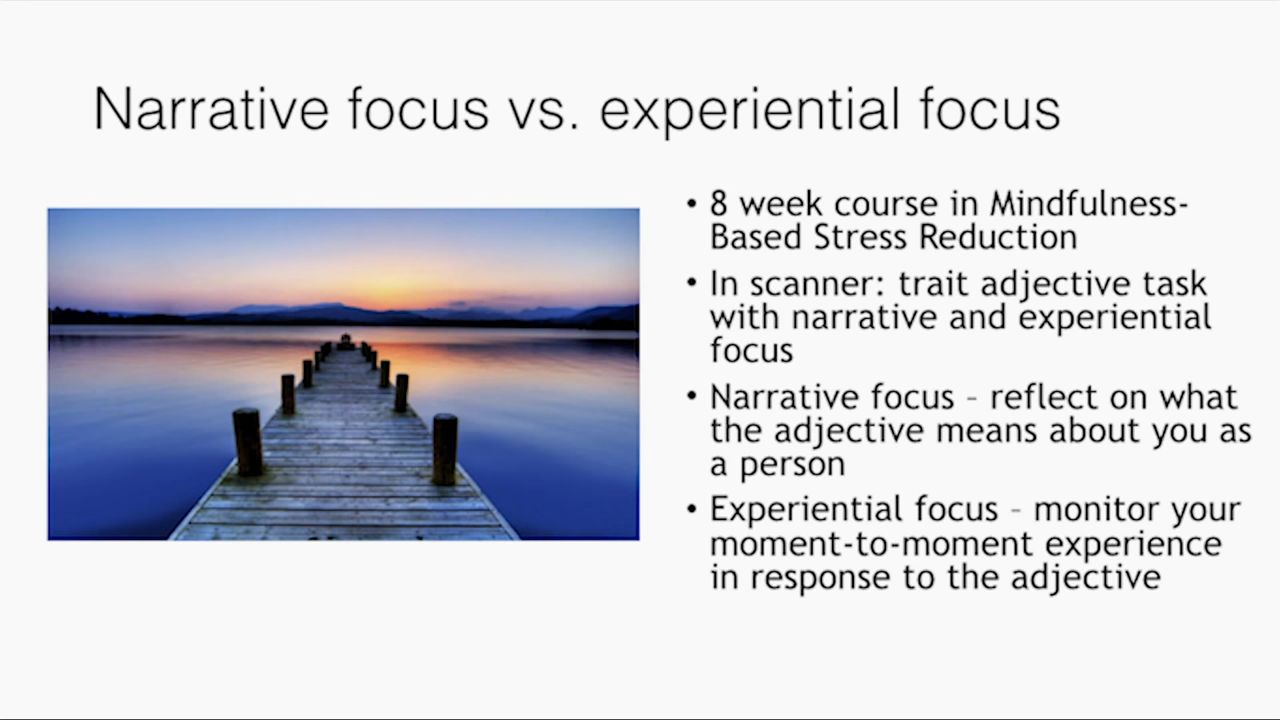 Narrative focus vs. experiential focus
• 8 week course in Mindfulness-
Based Stress Reduction
• In scanner: trait adjective task
with narrative and experiential
focus
• Narrative focus – reflect on what
the adjective means about you as
a person
• Experiential focus – monitor your
moment-to-moment experience
in response to the adjective